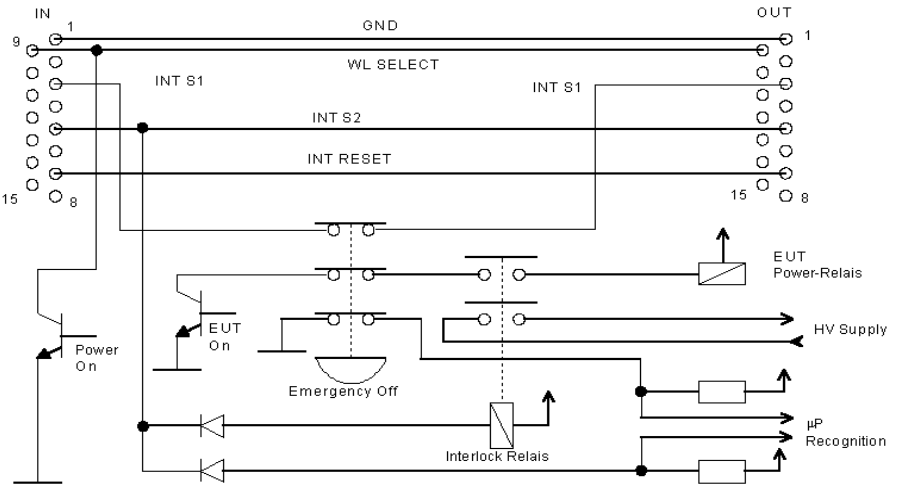 IN
OUT
1
GND
1
9
WL SELECT
INT S1
INT S1
INT S2
INT RESET
15
8
15
8
EUT
Power-Relais
EUT
On
HV Supply
Power
On
Emergency Off
µP
Recognition
Interlock Relais